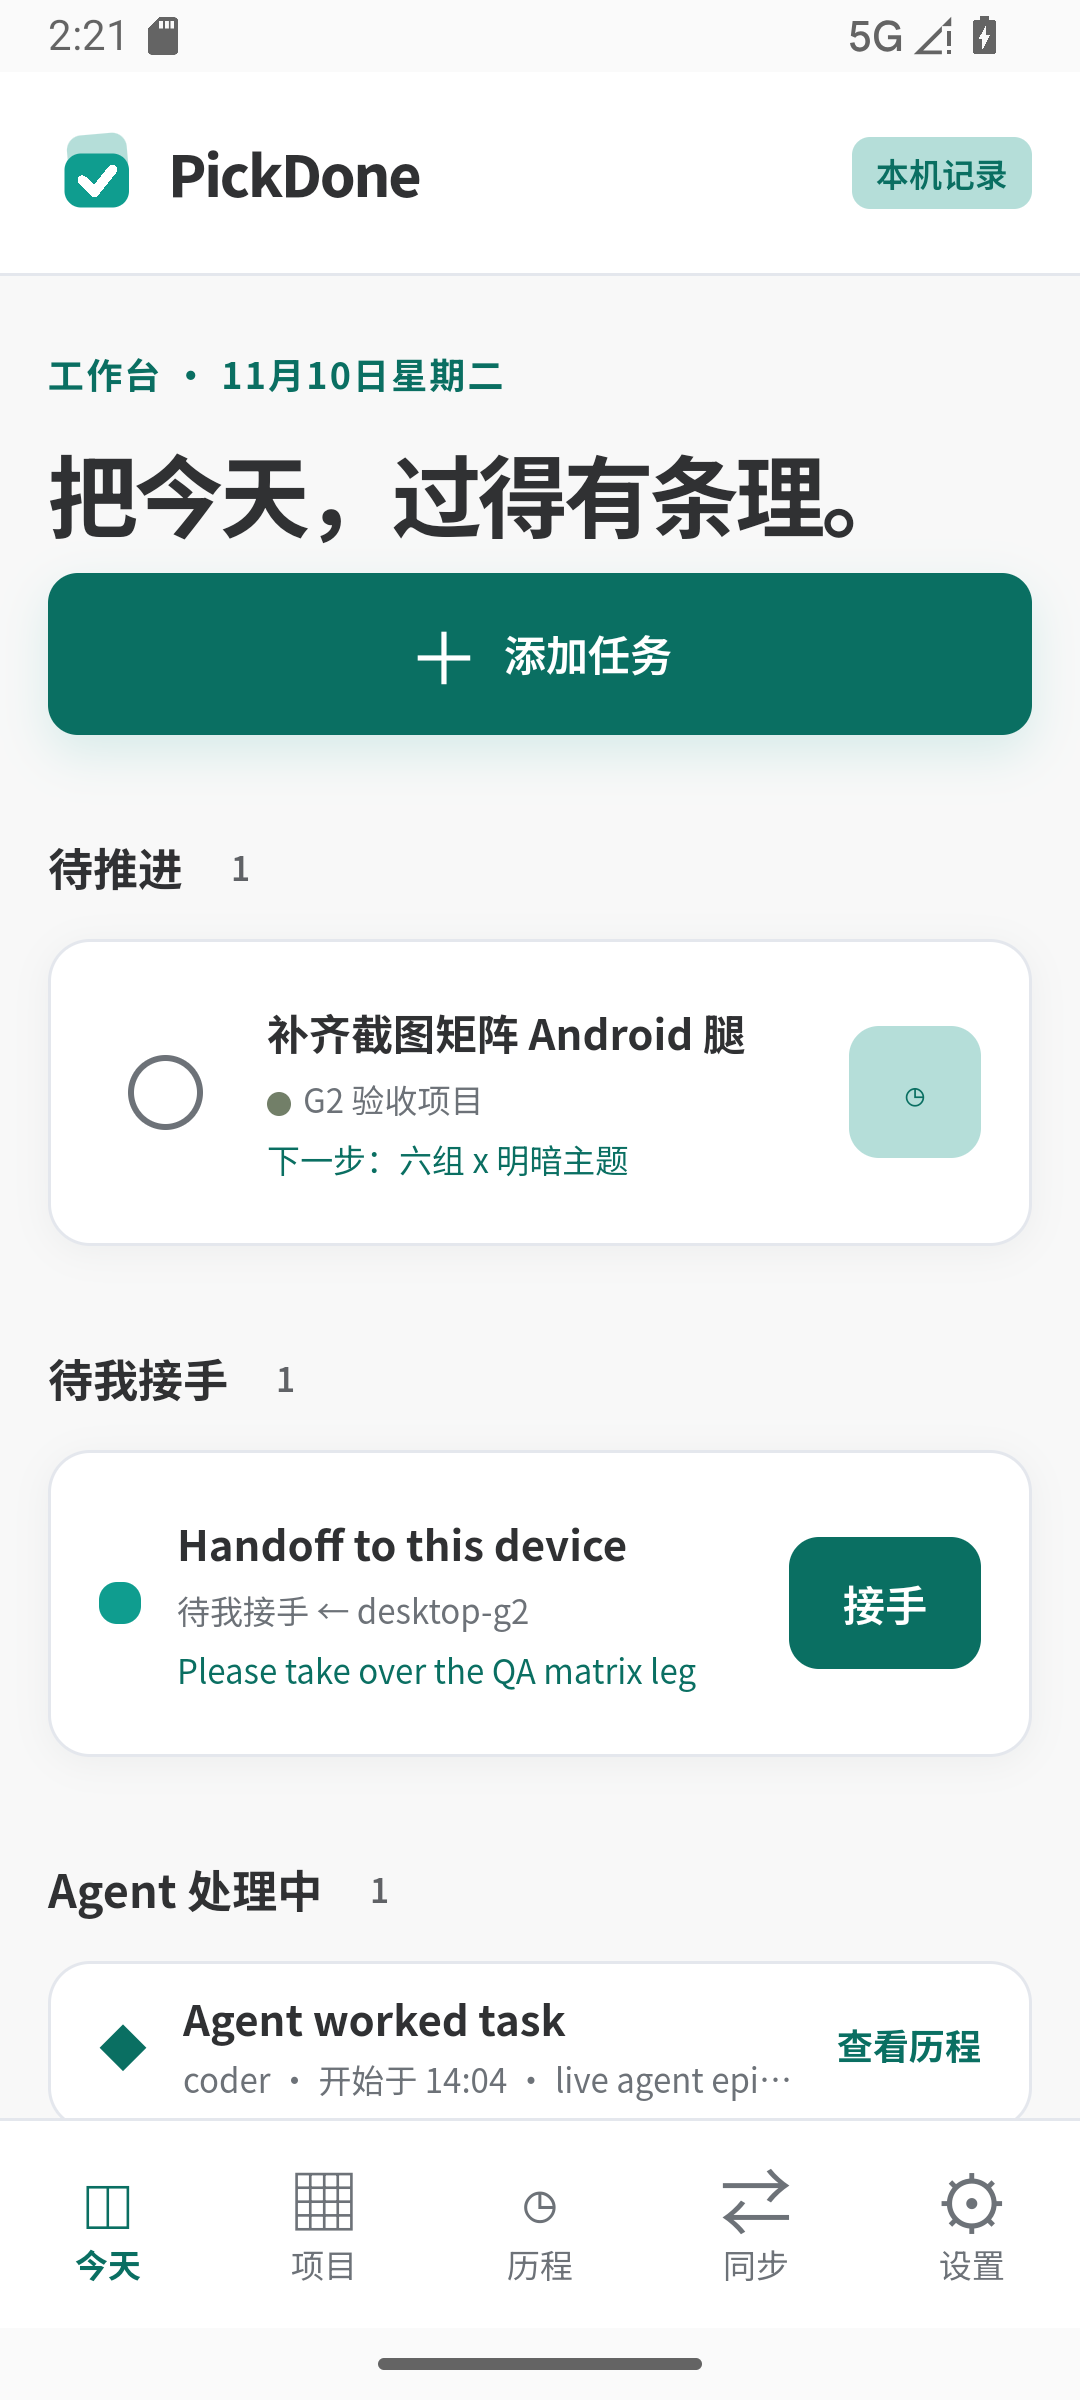 2:21
5G
PickDone
本机记录
工作台 · 11月10日星期二
把今天，过得有条理。
添加任务
待推进 1
补齐截图矩阵 Android 腿
G2 验收项目
下一步：六组 x 明暗主题
待我接手 1
Handoff to this device
待我接手 ← desktop-g2
Please take over the QA matrix leg
接手
Agent 处理中 1
Agent worked task
coder · 开始于 14:04 · live agent epi…
查看历程
今天
项目
历程
同步
设置